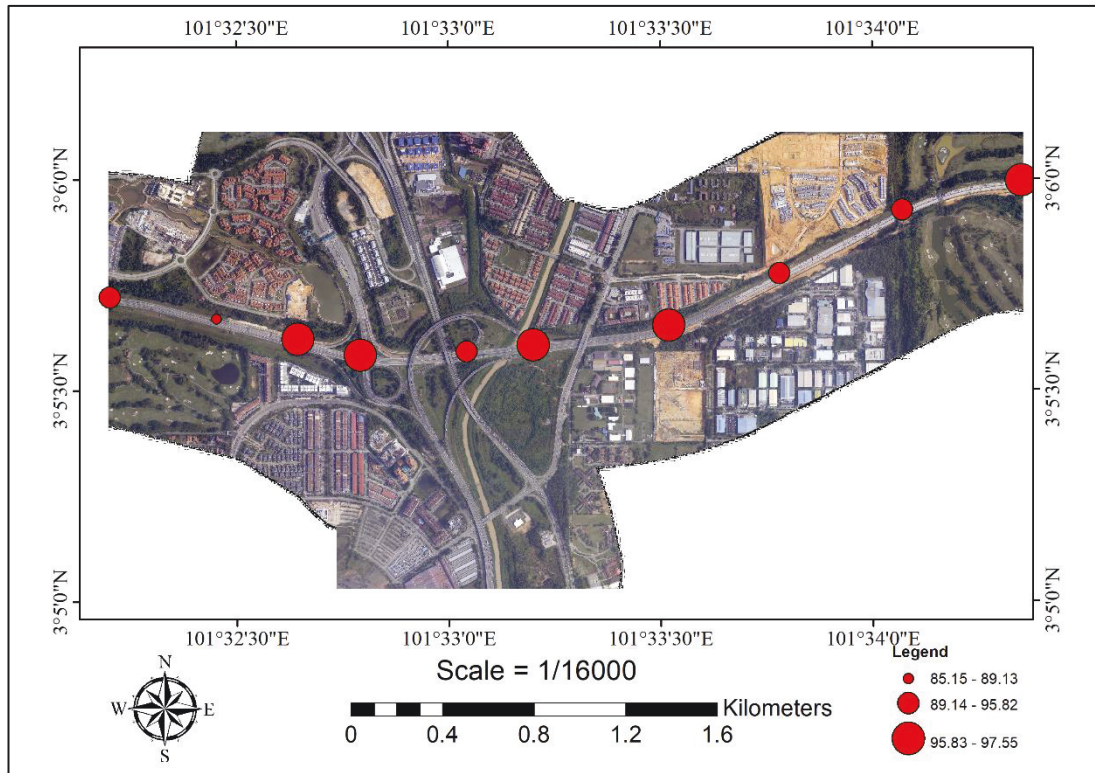 101°32'30"E 101°33'0"E 101°33'30"E 101°34'0"E
3°6'0"N 3°6'0"N
3°5'30"N 3°5'30"N
3°5'0"N 3°5'0"N
101°32'30"E 101°33'0"E 101°33'30"E 101°34'0"E
N
W E
S
Scale = 1/16000
Kilometers
0 0.4 0.8 1.2 1.6
Legend
85.15 - 89.13
89.14 - 95.82
95.83 - 97.55